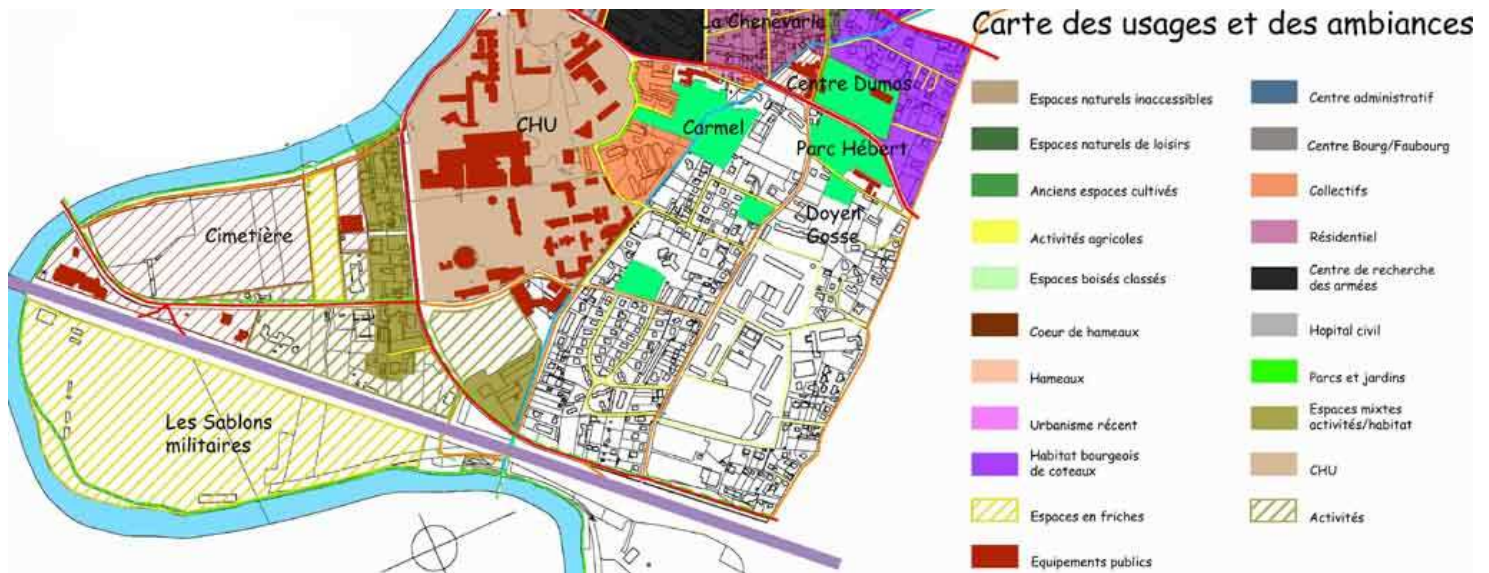 Carte des usages et des ambiances
La Chenevarie
Centre Dumas
CHU
Carmel
Parc Hébert
Doyen
Gosse
Cimetière
Les Sablons
militaires
Espaces naturels inaccessibles
Espaces naturels de loisirs
Anciens espaces cultivés
Activités agricoles
Espaces boisés classés
Coeur de hameaux
Hameaux
Urbanisme récent
Habitat bourgeois
de coteaux
Espaces en friches
Equipements publics
Centre administratif
Centre Bourg/Faubourg
Collectifs
Résidentiel
Centre de recherche
des armées
Hopital civil
Parcs et jardins
Espaces mixtes
activités/habitat
CHU
Activités